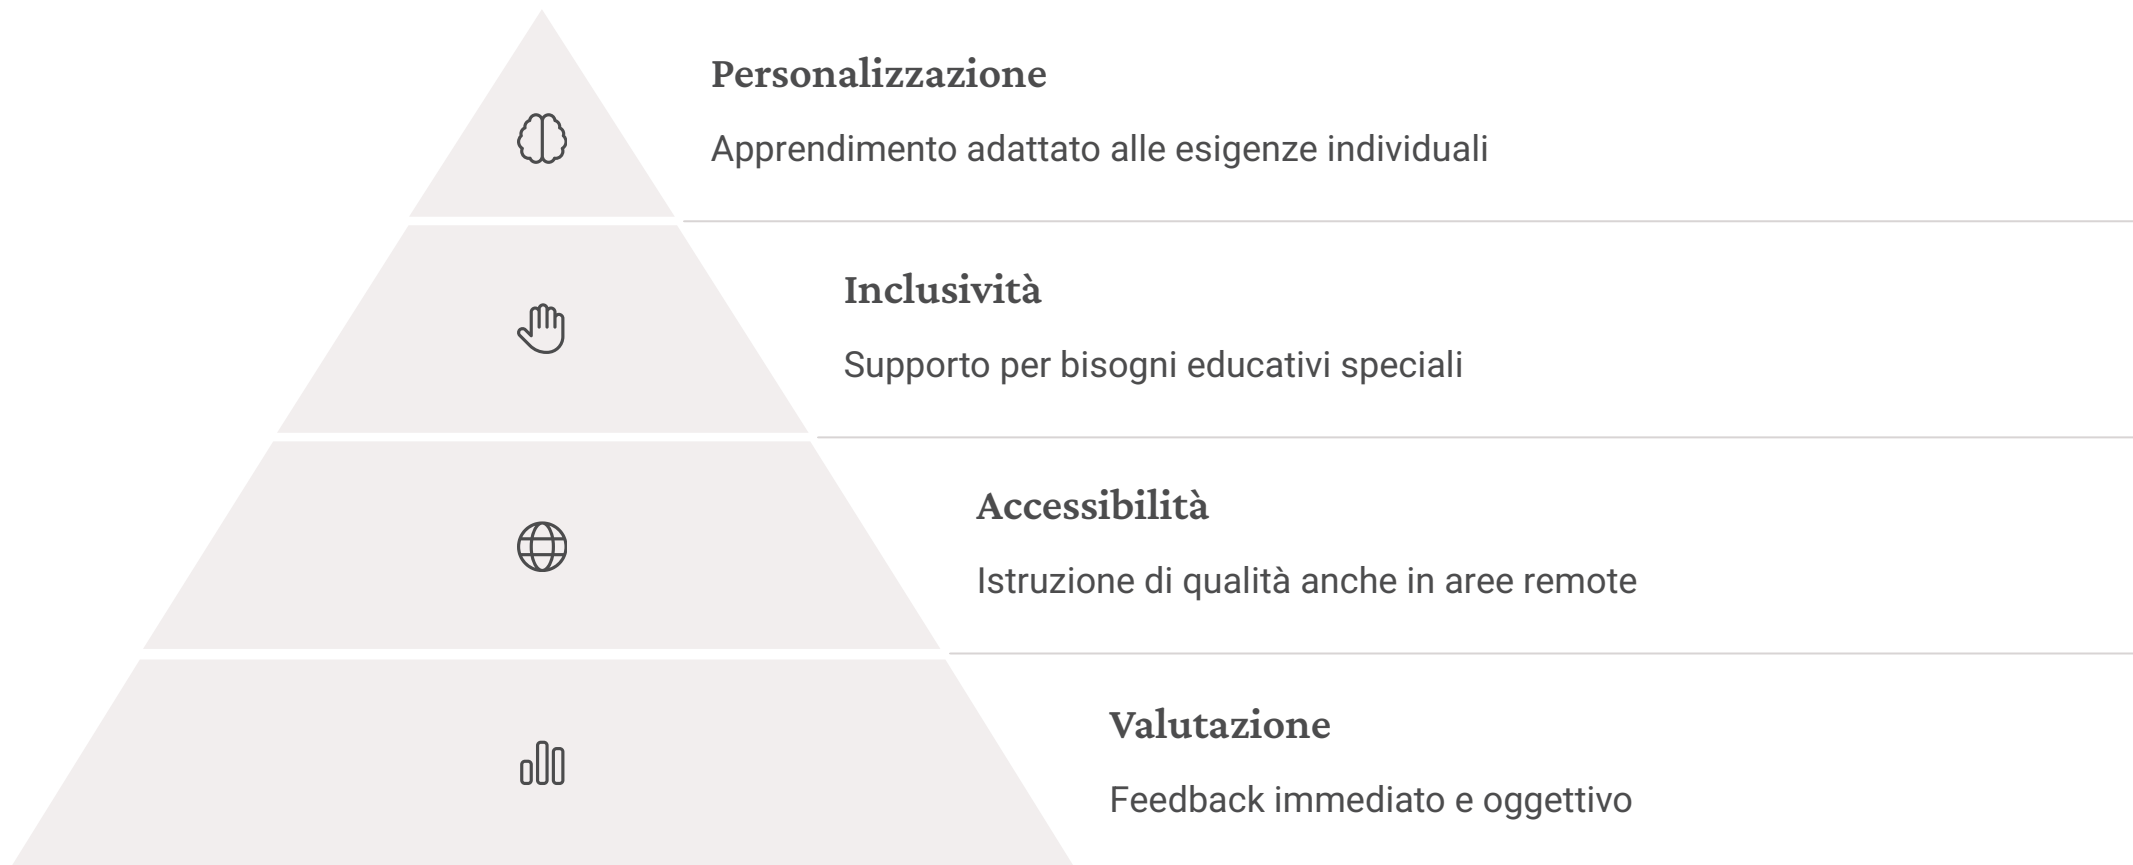 Personalizzazione
Apprendimento adattato alle esigenze individuali
Inclusività
Supporto per bisogni educativi speciali
Accessibilità
Istruzione di qualità anche in aree remote
Valutazione
Feedback immediato e oggettivo